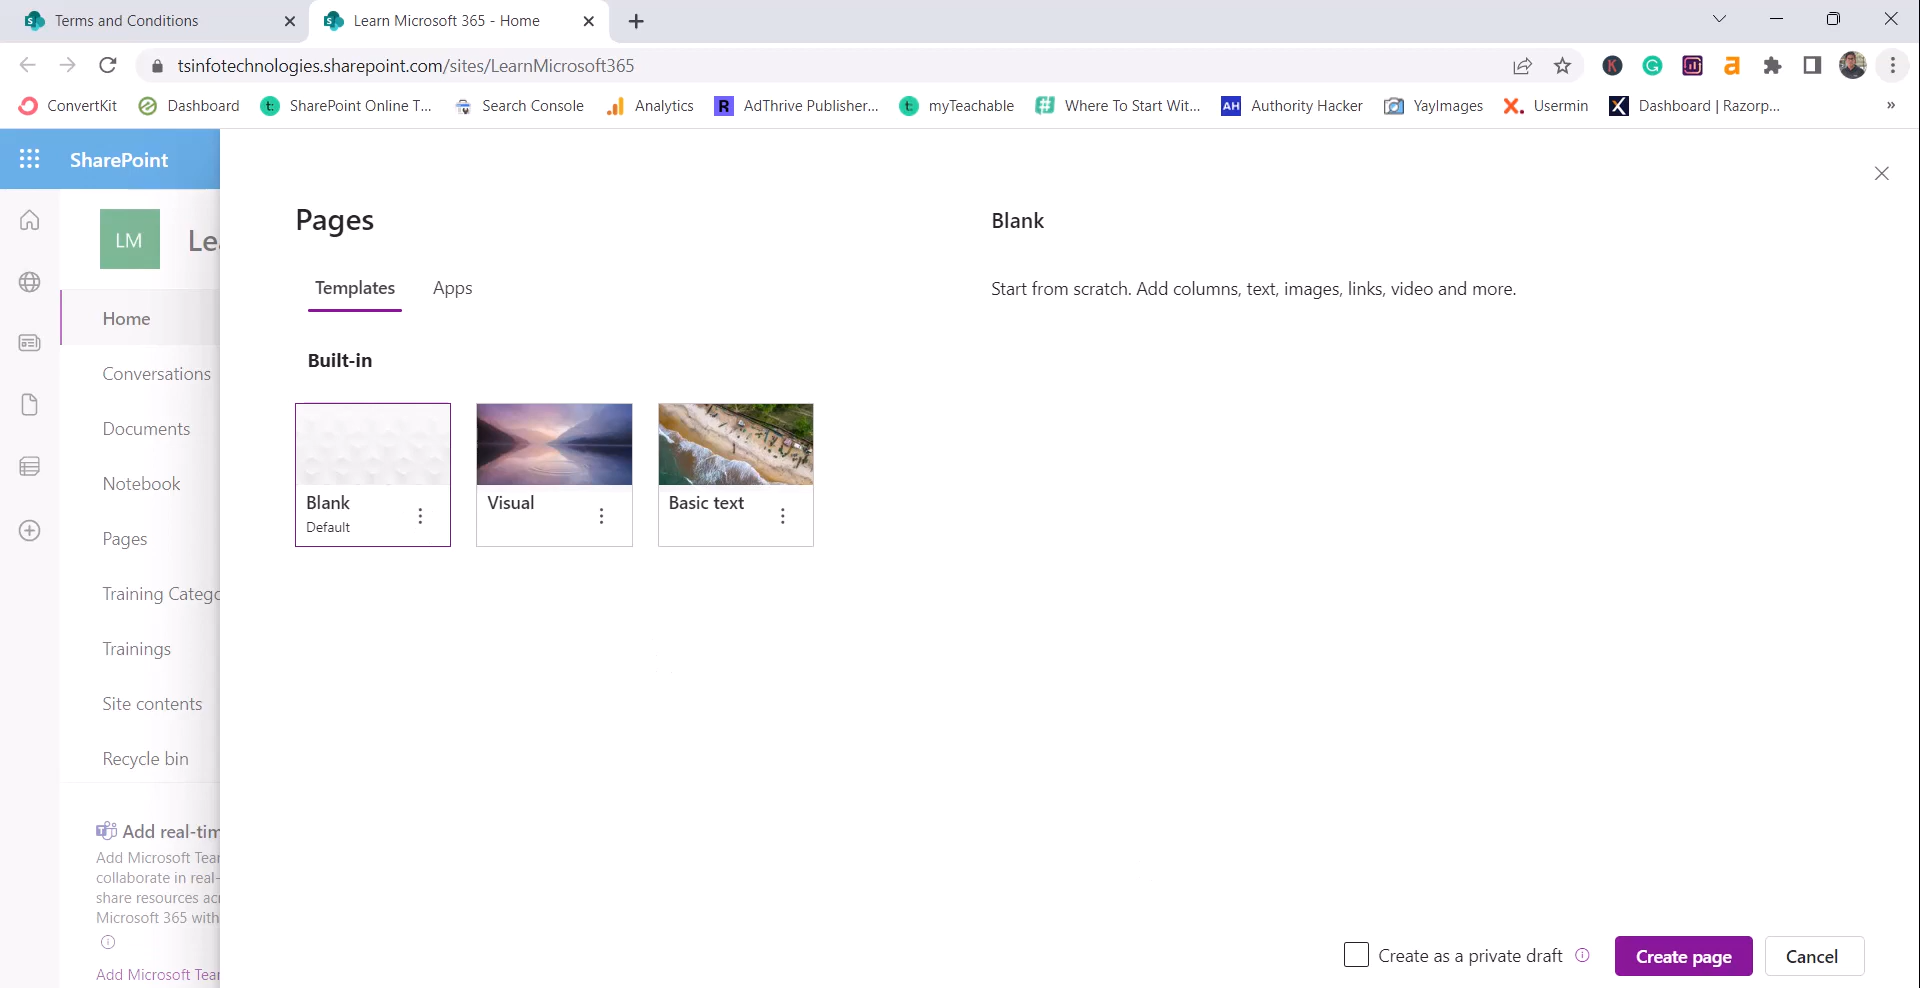 Terms and Conditions
Learn Microsoft 365 - Home
tsinfotechnologies.sharepoint.com/sites/LearnMicrosoft365
ConvertKit
Dashboard
SharePoint Online T...
Search Console
Analytics
AdThrive Publisher...
myTeachable
Where To Start Wit...
Authority Hacker
YayImages
Usermin
Dashboard | Razorp...
SharePoint
LM
Le
Home
Conversations
Documents
Notebook
Pages
Training Catego
Trainings
Site contents
Recycle bin
Add real-tim
Add Microsoft Tear
collaborate in real-
share resources ac
Microsoft 365 with
Add Microsoft Tear
Pages
Templates
Apps
Built-in
Blank
Default
Visual
Basic text
Blank
Start from scratch. Add columns, text, images, links, video and more.
Create as a private draft
Create page
Cancel